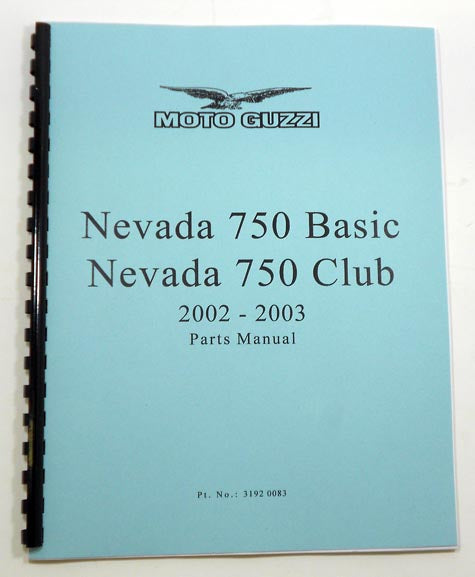 MOTO GUZZI
Nevada 750 Basic
Nevada 750 Club
2002 - 2003
Parts Manual
Pt. No.: 3192 0083